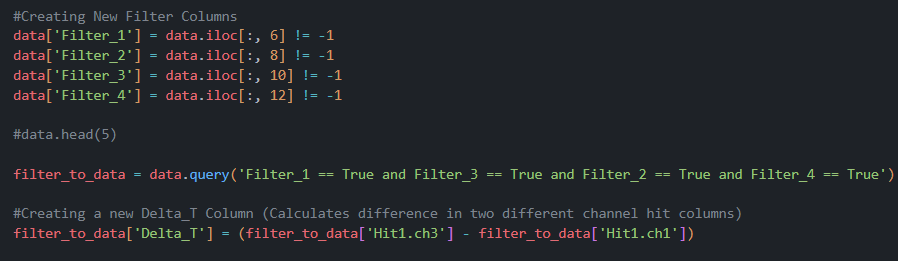 #Creating New Filter Columns
data['Filter_1'] = data.iloc[:, 6] != -1
data['Filter_2'] = data.iloc[:, 8] != -1
data['Filter_3'] = data.iloc[:, 10] != -1
data['Filter_4'] = data.iloc[:, 12] != -1
#data.head(5)
filter_to_data = data.query('Filter_1 == True and Filter_3 == True and Filter_2 == True and Filter_4 == True')
#Creating a new Delta_T Column (Calculates difference in two different channel hit columns)
filter_to_data['Delta_T'] = (filter_to_data['Hit1.ch3'] - filter_to_data['Hit1.ch1'])